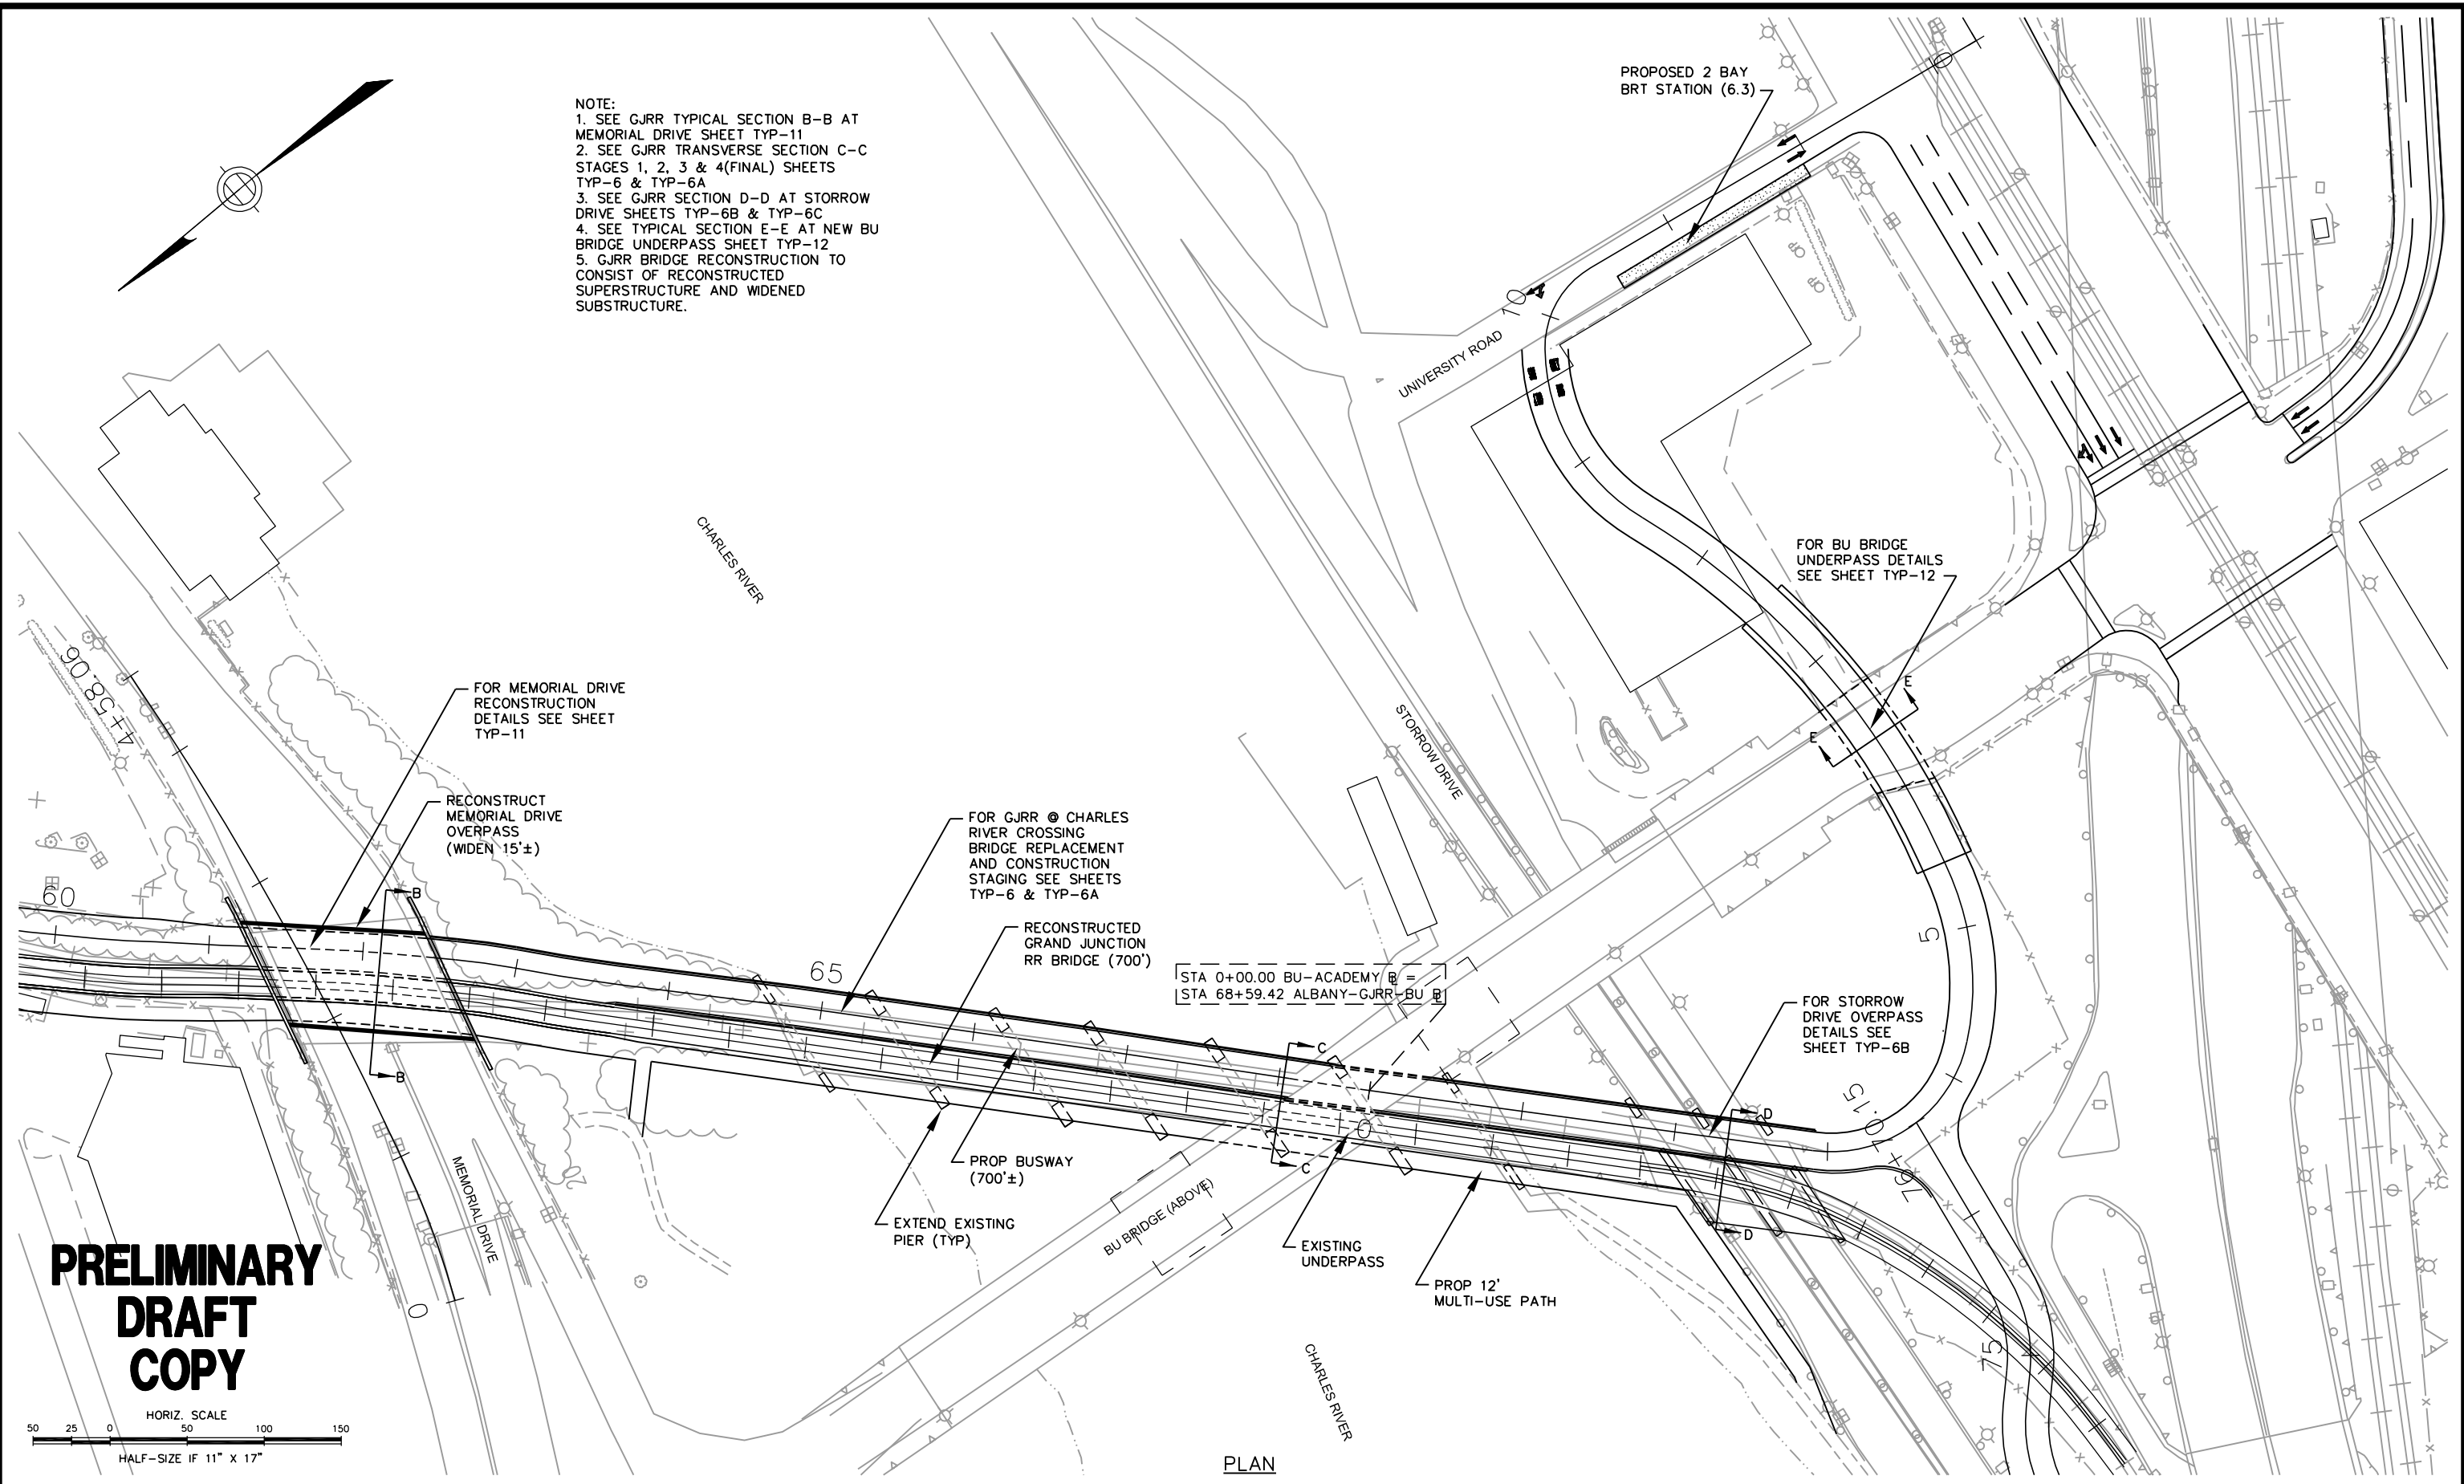 NOTE:
1. SEE GJRR TYPICAL SECTION B-B AT
MEMORIAL DRIVE SHEET TYP-11
2. SEE GJRR TRANSVERSE SECTION C-C
STAGES 1, 2, 3 & 4(FINAL) SHEETS
TYP-6 & TYP-6A
3. SEE GJRR SECTION D-D AT STORROW
DRIVE SHEETS TYP-6B & TYP-6C
4. SEE TYPICAL SECTION E-E AT NEW BU
BRIDGE UNDERPASS SHEET TYP-12
5. GJRR BRIDGE RECONSTRUCTION TO
CONSIST OF RECONSTRUCTED
SUPERSTRUCTURE AND WIDENED
SUBSTRUCTURE.
PROPOSED 2 BAY
BRT STATION (6.3)
0
10
UNIVERSITY ROAD
CHARLES RIVER
FOR BU BRIDGE
UNDERPASS DETAILS
SEE SHEET TYP-12
E
E
STORROW DRIVE
4+58.06
FOR MEMORIAL DRIVE
RECONSTRUCTION
DETAILS SEE SHEET
TYP-11
RECONSTRUCT
MEMORIAL DRIVE
OVERPASS
(WIDEN 15'±)
60
B
B
FOR GJRR @ CHARLES
RIVER CROSSING
BRIDGE REPLACEMENT
AND CONSTRUCTION
STAGING SEE SHEETS
TYP-6 & TYP-6A
RECONSTRUCTED
GRAND JUNCTION
RR BRIDGE (700')
65
STA 0+00.00 BU-ACADEMY BL =
STA 68+59.42 ALBANY-GJRR-BU BL
5
FOR STORROW
DRIVE OVERPASS
DETAILS SEE
SHEET TYP-6B
C
C
D
D
0
PROP BUSWAY
(700'±)
EXTEND EXISTING
PIER (TYP)
BU BRIDGE (ABOVE)
EXISTING
UNDERPASS
PROP 12'
MULTI-USE PATH
MEMORIAL DRIVE
0
75
CHARLES RIVER
PRELIMINARY
DRAFT
COPY
HORIZ. SCALE
50 25 0 50 100 150
HALF-SIZE IF 11" X 17"
PLAN